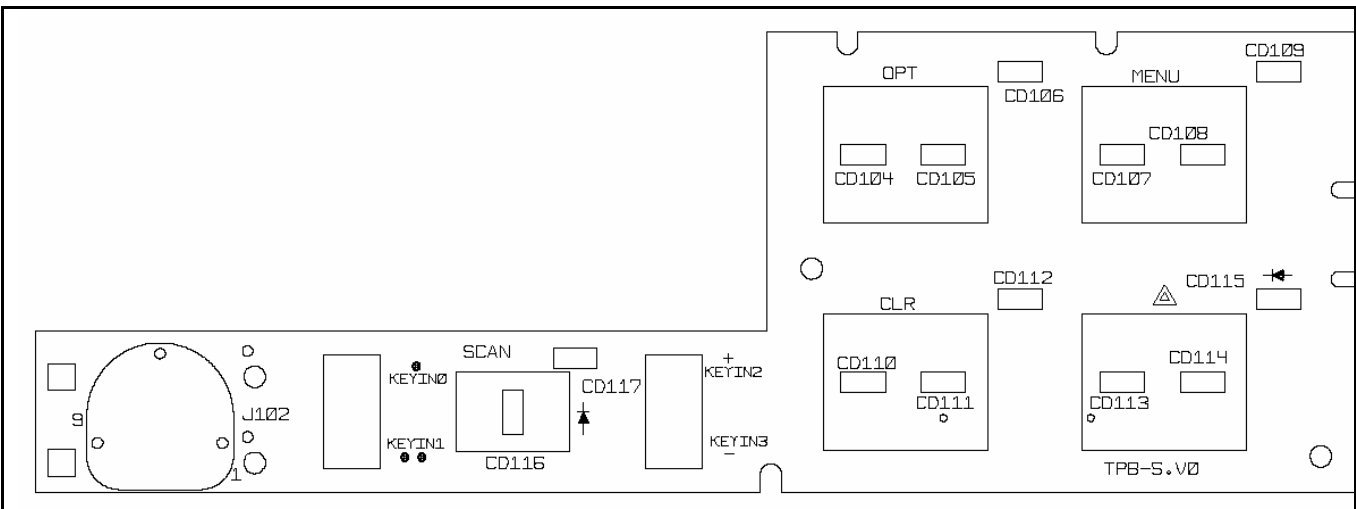 CD109
OPT
MENU
CD106
CD108
CD104
CD105
CD107
CD112
CD115
CLR
SCAN
CD110
CD114
KEYIN2
KEYIN0
CD117
J102
9
CD111
CD113
KEYIN1
KEYIN3
CD116
1
TPB-S.V0
+
-